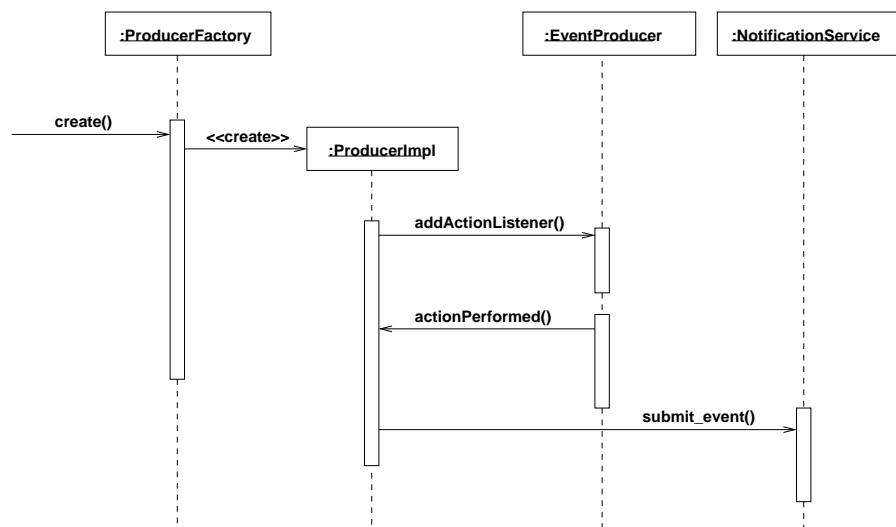 :ProducerFactory
:EventProducer
:NotificationService
create()
<<create>>
:ProducerImpl
addActionListener()
actionPerformed()
submit_event()